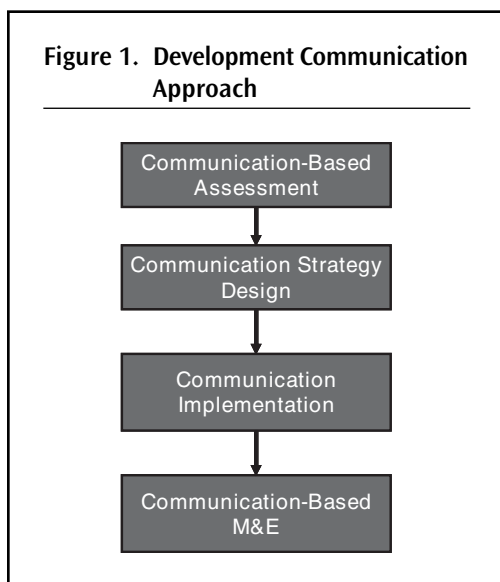 Figure 1. Development Communication
Approach
Communication-Based
Assessment
Communication Strategy
Design
Communication
Implementation
Communication-Based
M&E